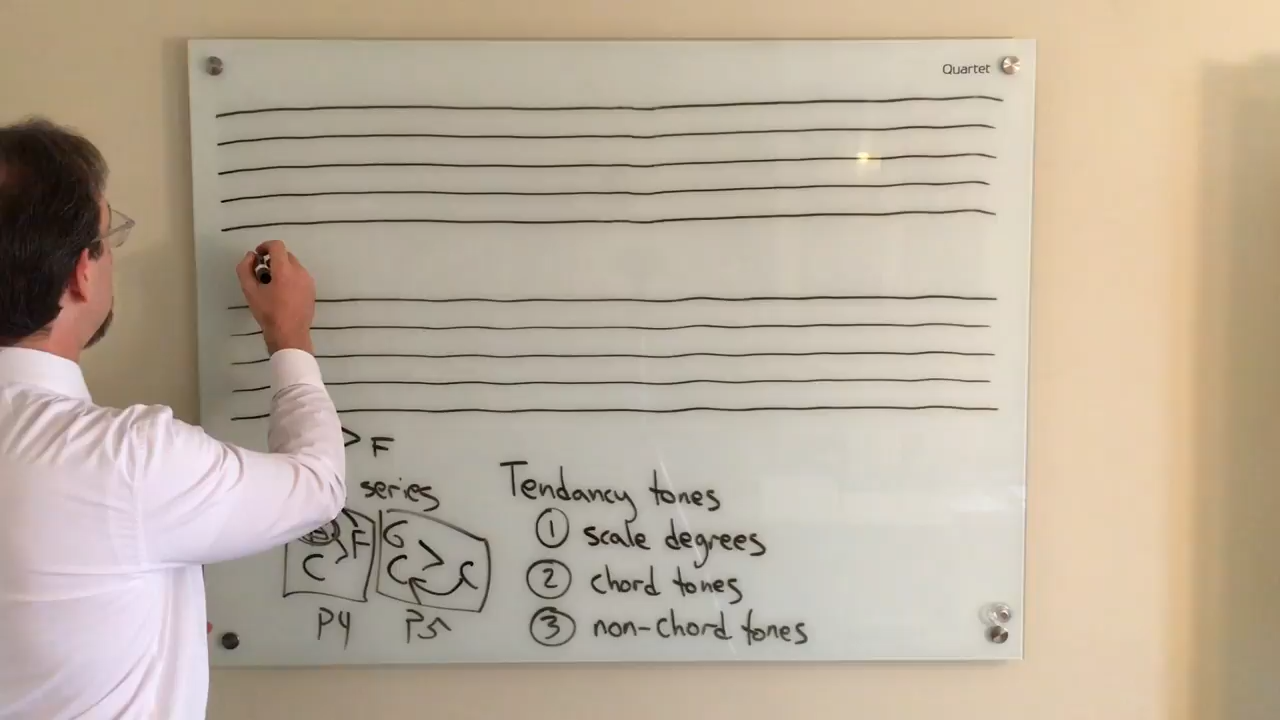 Quartet
> F
series
Tendancy tones
① scale degrees
② chord tones
③ non-chord tones
F G
C > C > C
P4 P5